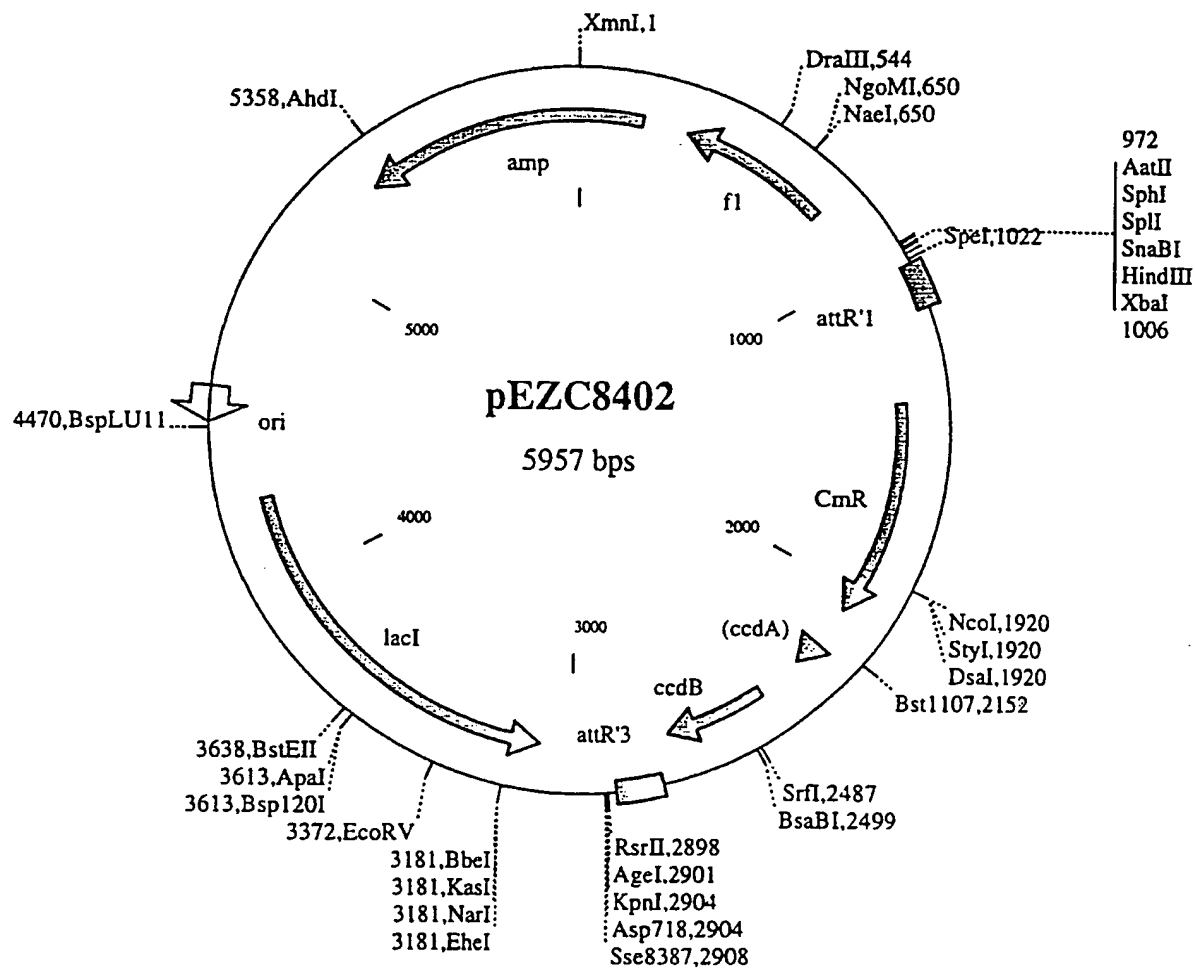 XmnI,1
DraIII,544
NgoMI,650
NaeI,650
5358,AhdI
972
AatII
SphI
SplI
SnaBI
HindIII
XbaI
1006
SpeI,1022
amp
f1
attR'1
5000
1000
pEZC8402
5957 bps
4470,BspLU11
ori
CmR
4000
2000
NcoI,1920
StyI,1920
DsaI,1920
Bst1107,2152
(ccdA)
3000
lacI
ccdB
attR'3
3638,BstEII
3613,ApaI
3613,Bsp120I
3372,EcoRV
SrfI,2487
BsaBI,2499
3181,BbeI
3181,KasI
3181,NarI
3181,EheI
RsrII,2898
AgeI,2901
KpnI,2904
Asp718,2904
Sse8387,2908